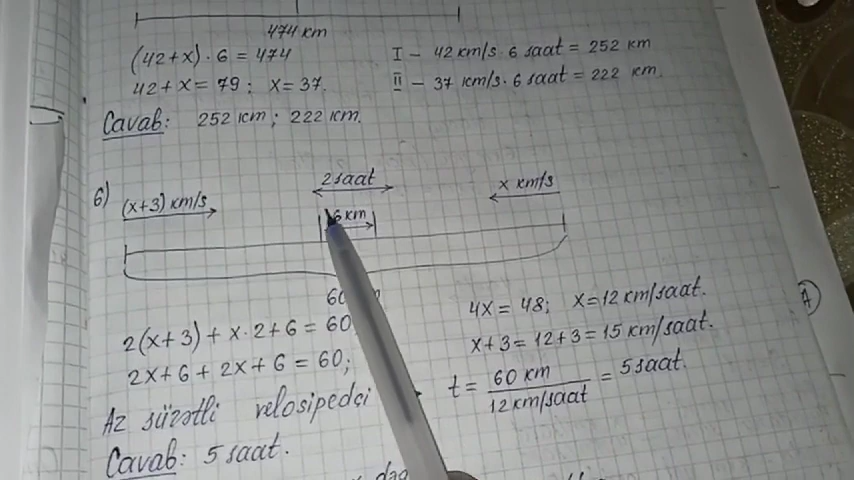 474 km
(42+x)·6 = 474
42+x = 79; x=37.
I – 42 km/s·6 saat = 252 km
II – 37 km/s·6 saat = 222 km.
Cavab: 252 km; 222 km.
6) (x+3) km/s
2 saat
x km/s
6 km
60
2(x+3) + x·2+6 = 60
2x+6 + 2x+6 = 60;
Az sürətli velosipedçi
Cavab: 5 saat.
4x = 48; x=12 km/saat.
x+3 = 12+3 = 15 km/saat.
t = 60 km / 12 km/saat = 5 saat.
A